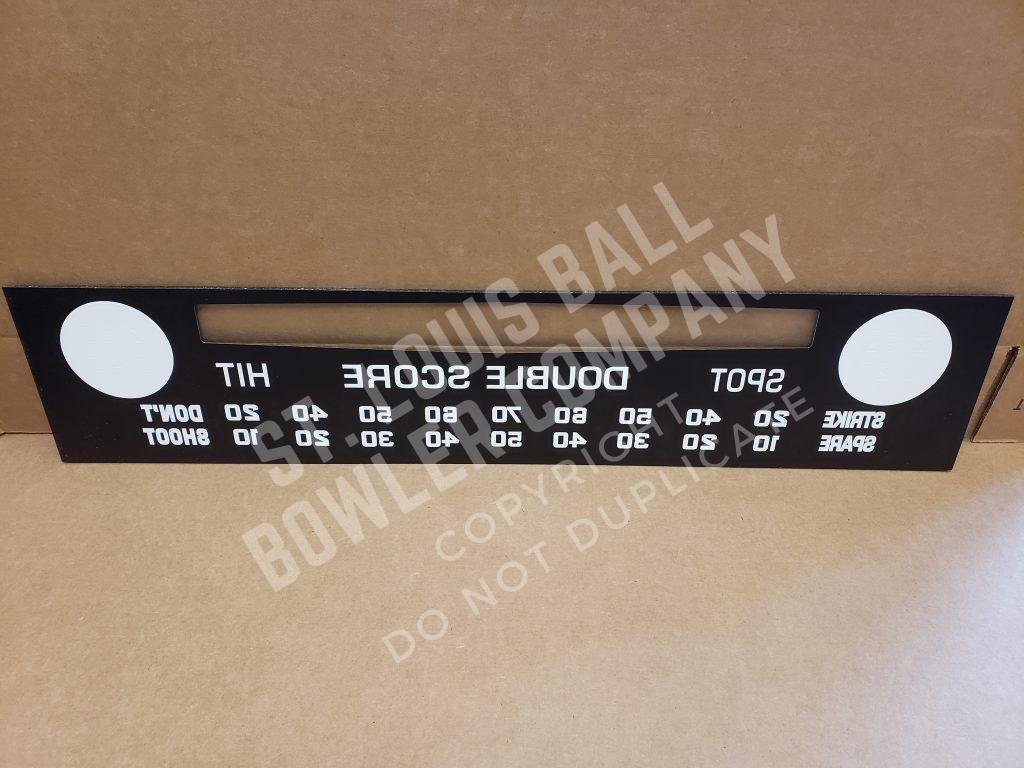 SPOT DOUBLE SCORE HIT
STRIKE 20 40 50 60 70 60 50 40 20 DON'T
SPARE 10 20 30 40 50 40 30 20 10 SHOOT
ST. LOUIS BALL
BOWLER COMPANY
COPYRIGHT
DO NOT DUPLICATE